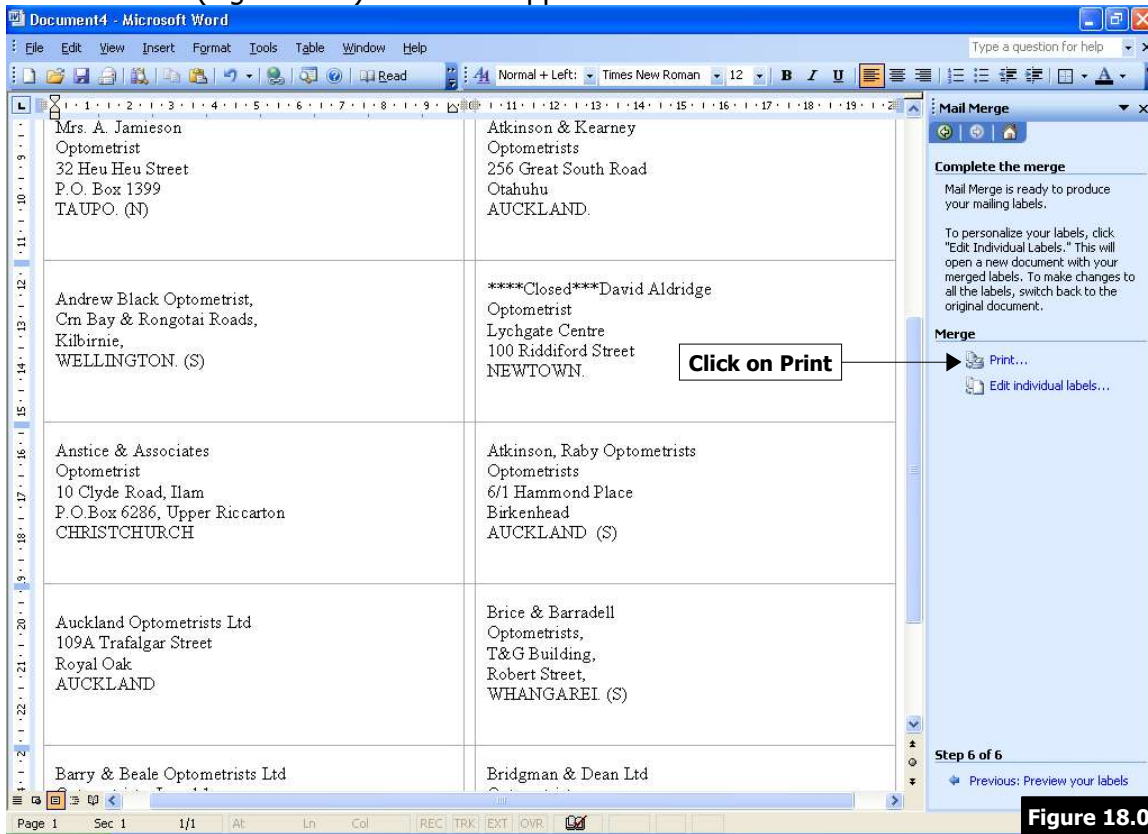 Document4 - Microsoft Word
File Edit View Insert Format Tools Table Window Help
Type a question for help
Read
Normal + Left: Times New Roman 12 B I U
Mrs. A. Jamieson
Optometrist
32 Heu Heu Street
P.O. Box 1399
TAUPO. (N)
Atkinson & Kearney
Optometrists
256 Great South Road
Otahuhu
AUCKLAND.
Andrew Black Optometrist,
Crn Bay & Rongotai Roads,
Kilbirnie,
WELLINGTON. (S)
****Closed***David Aldridge
Optometrist
Lychgate Centre
100 Riddiford Street
NEWTOWN.
Anstice & Associates
Optometrist
10 Clyde Road, Ilam
P.O.Box 6286, Upper Riccarton
CHRISTCHURCH
Atkinson, Raby Optometrists
Optometrists
6/1 Hammond Place
Birkenhead
AUCKLAND (S)
Auckland Optometrists Ltd
109A Trafalgar Street
Royal Oak
AUCKLAND
Brice & Barradell
Optometrists,
T&G Building,
Robert Street,
WHANGAREI. (S)
Barry & Beale Optometrists Ltd
Bridgman & Dean Ltd
Click on Print
Mail Merge
Complete the merge
Mail Merge is ready to produce
your mailing labels.
To personalize your labels, click
"Edit Individual Labels." This will
open a new document with your
merged labels. To make changes to
all the labels, switch back to the
original document.
Merge
Print...
Edit individual labels...
Step 6 of 6
Previous: Preview your labels
Page 1 Sec 1 1/1 At Ln Col REC TRK EXT OVR
Figure 18.0